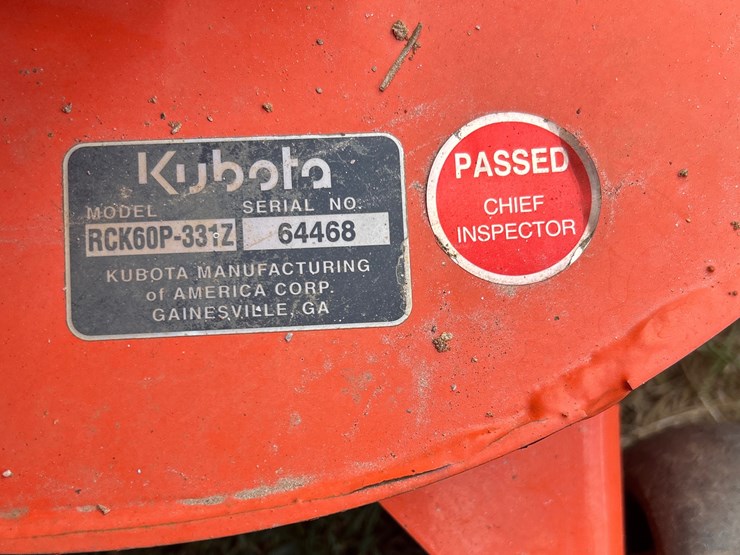 Kubota
MODEL SERIAL NO.
RCK60P-331Z 64468
KUBOTA MANUFACTURING
of AMERICA CORP.
GAINESVILLE, GA
PASSED
CHIEF
INSPECTOR